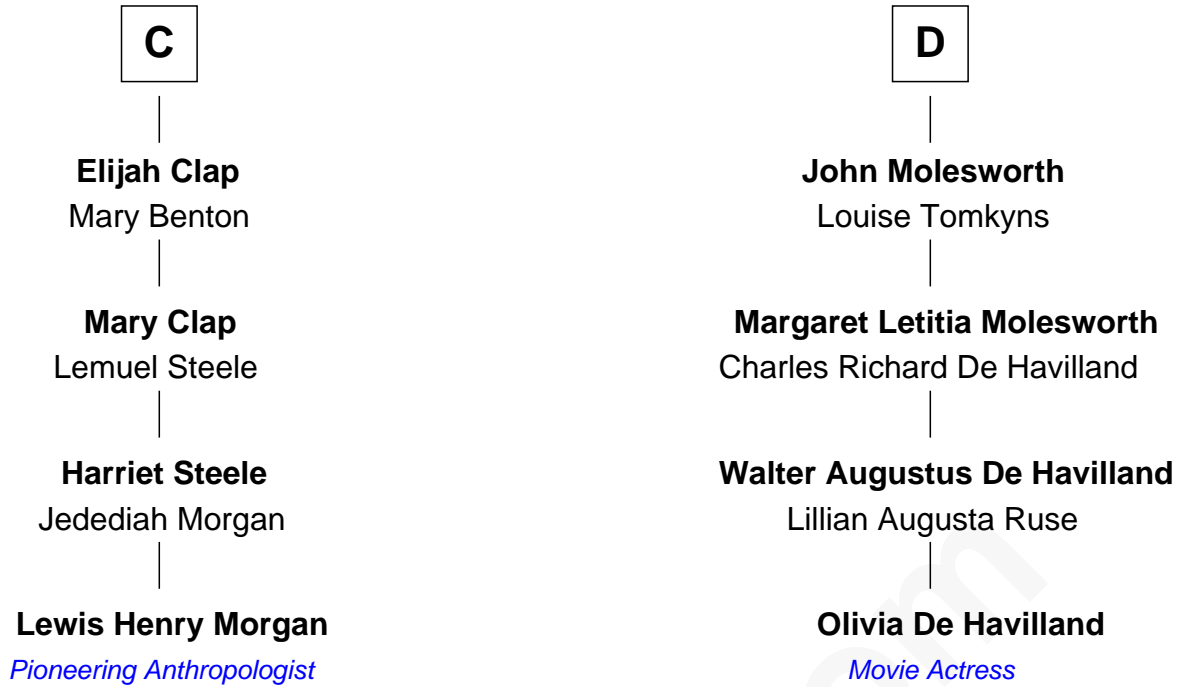 C
Elijah Clap
Mary Benton
Mary Clap
Lemuel Steele
Harriet Steele
Jedediah Morgan
Lewis Henry Morgan
Pioneering Anthropologist
D
John Molesworth
Louise Tomkyns
Margaret Letitia Molesworth
Charles Richard De Havilland
Walter Augustus De Havilland
Lillian Augusta Ruse
Olivia De Havilland
Movie Actress